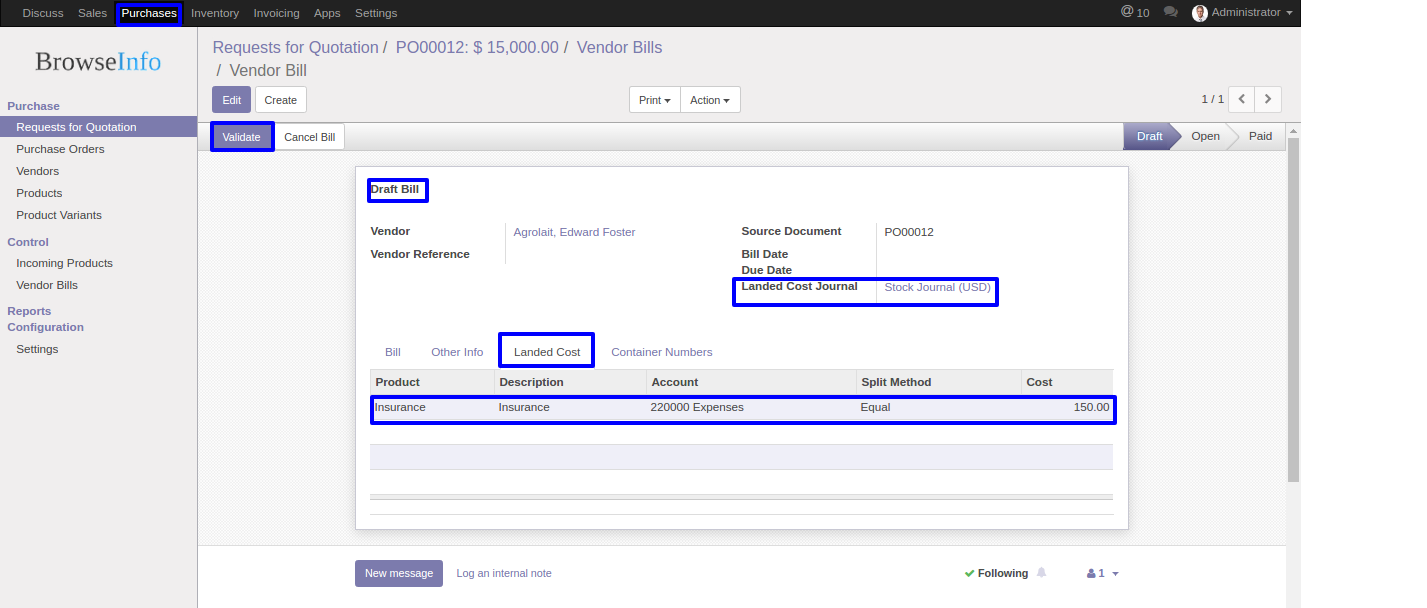 Discuss Sales Purchases Inventory Invoicing Apps Settings @ 10 Administrator
BrowseInfo
Purchase
Requests for Quotation
Purchase Orders
Vendors
Products
Product Variants
Control
Incoming Products
Vendor Bills
Reports
Configuration
Settings
Requests for Quotation / PO00012: $ 15,000.00 / Vendor Bills
/ Vendor Bill
Edit Create Print Action 1 / 1
Validate Cancel Bill Draft Open Paid
Draft Bill
Vendor Agrolait, Edward Foster Source Document PO00012
Vendor Reference Bill Date
Due Date
Landed Cost Journal Stock Journal (USD)
Bill Other Info Landed Cost Container Numbers
Product Description Account Split Method Cost
Insurance Insurance 220000 Expenses Equal 150.00
New message Log an internal note Following 1